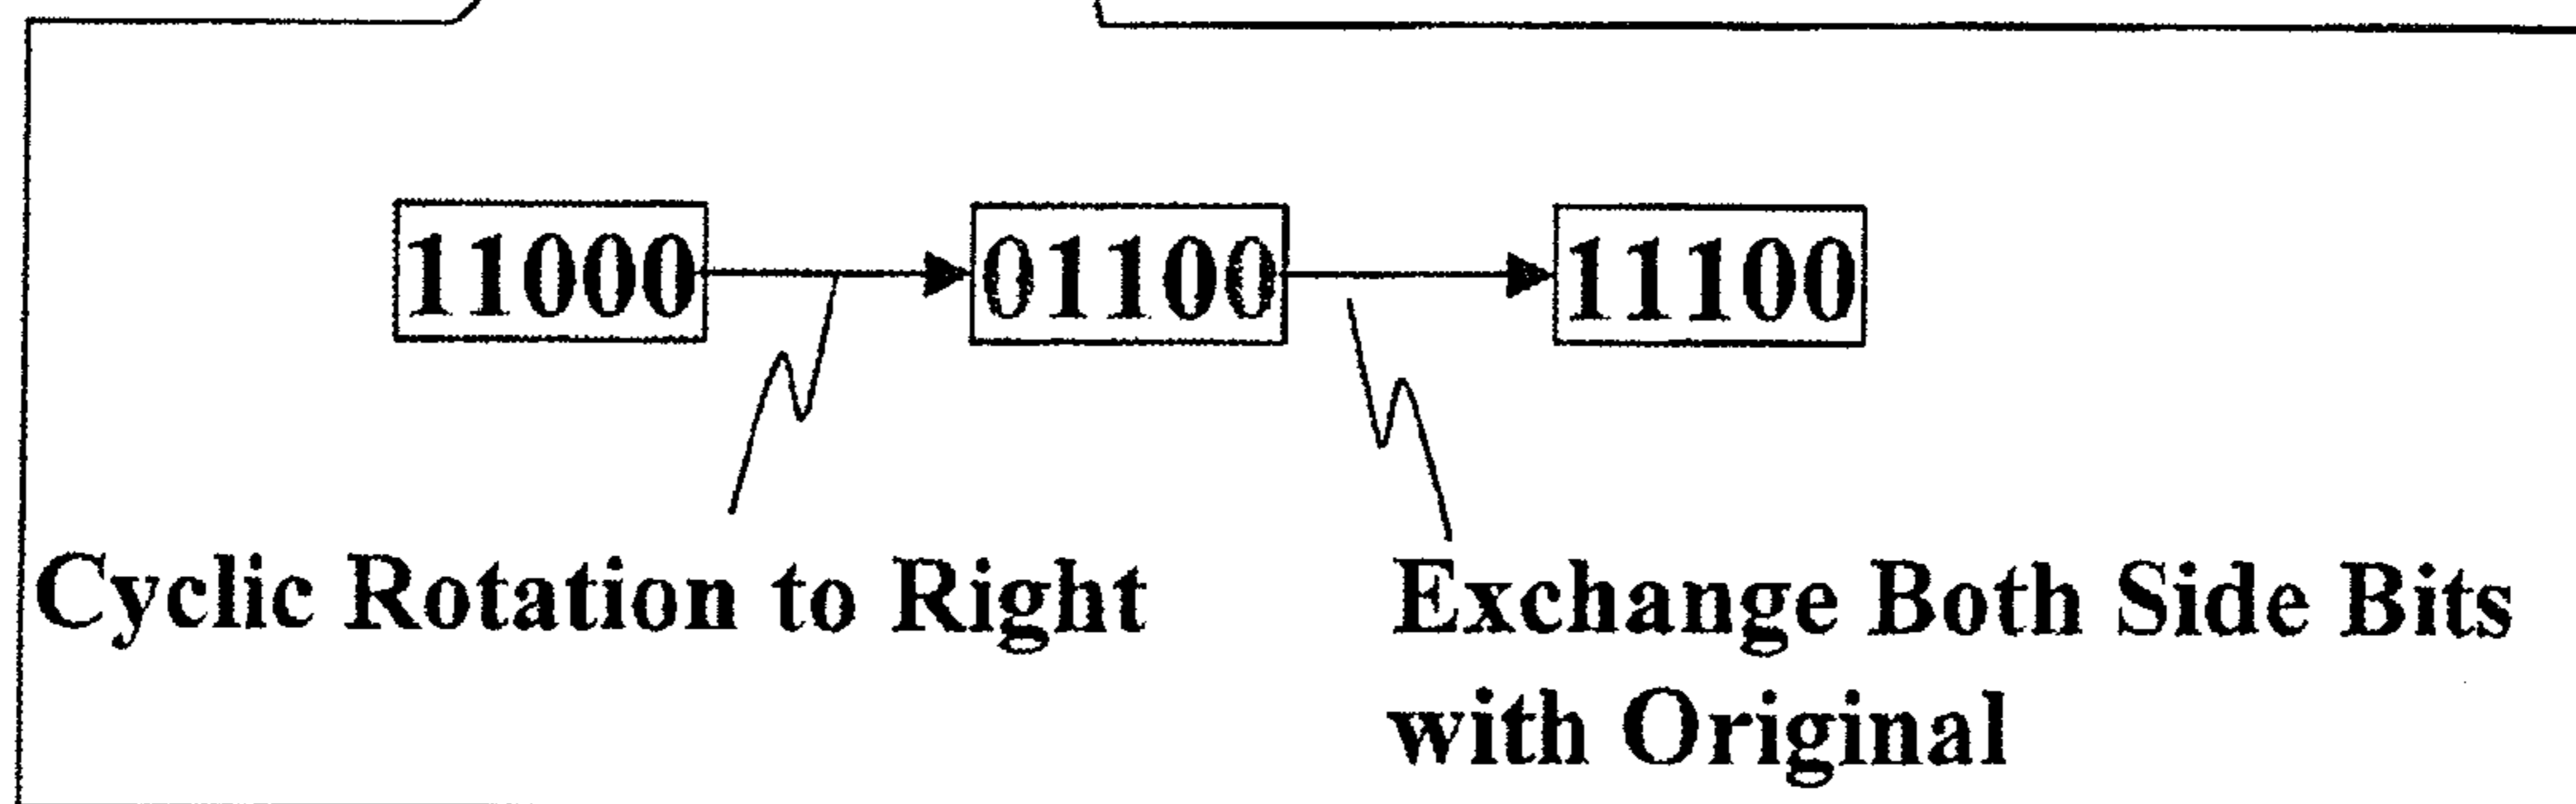 11000 01100 11100
Cyclic Rotation to Right
Exchange Both Side Bits
with Original